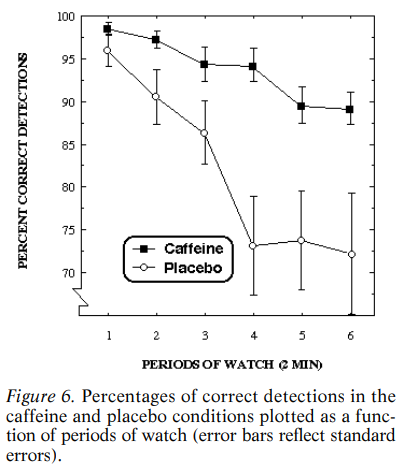 100
95
90
85
80
75
70
PERCENT CORRECT DETECTIONS
Caffeine
Placebo
1 2 3 4 5 6
PERIODS OF WATCH (2 MIN)
Figure 6. Percentages of correct detections in the
caffeine and placebo conditions plotted as a func-
tion of periods of watch (error bars reflect standard
errors).